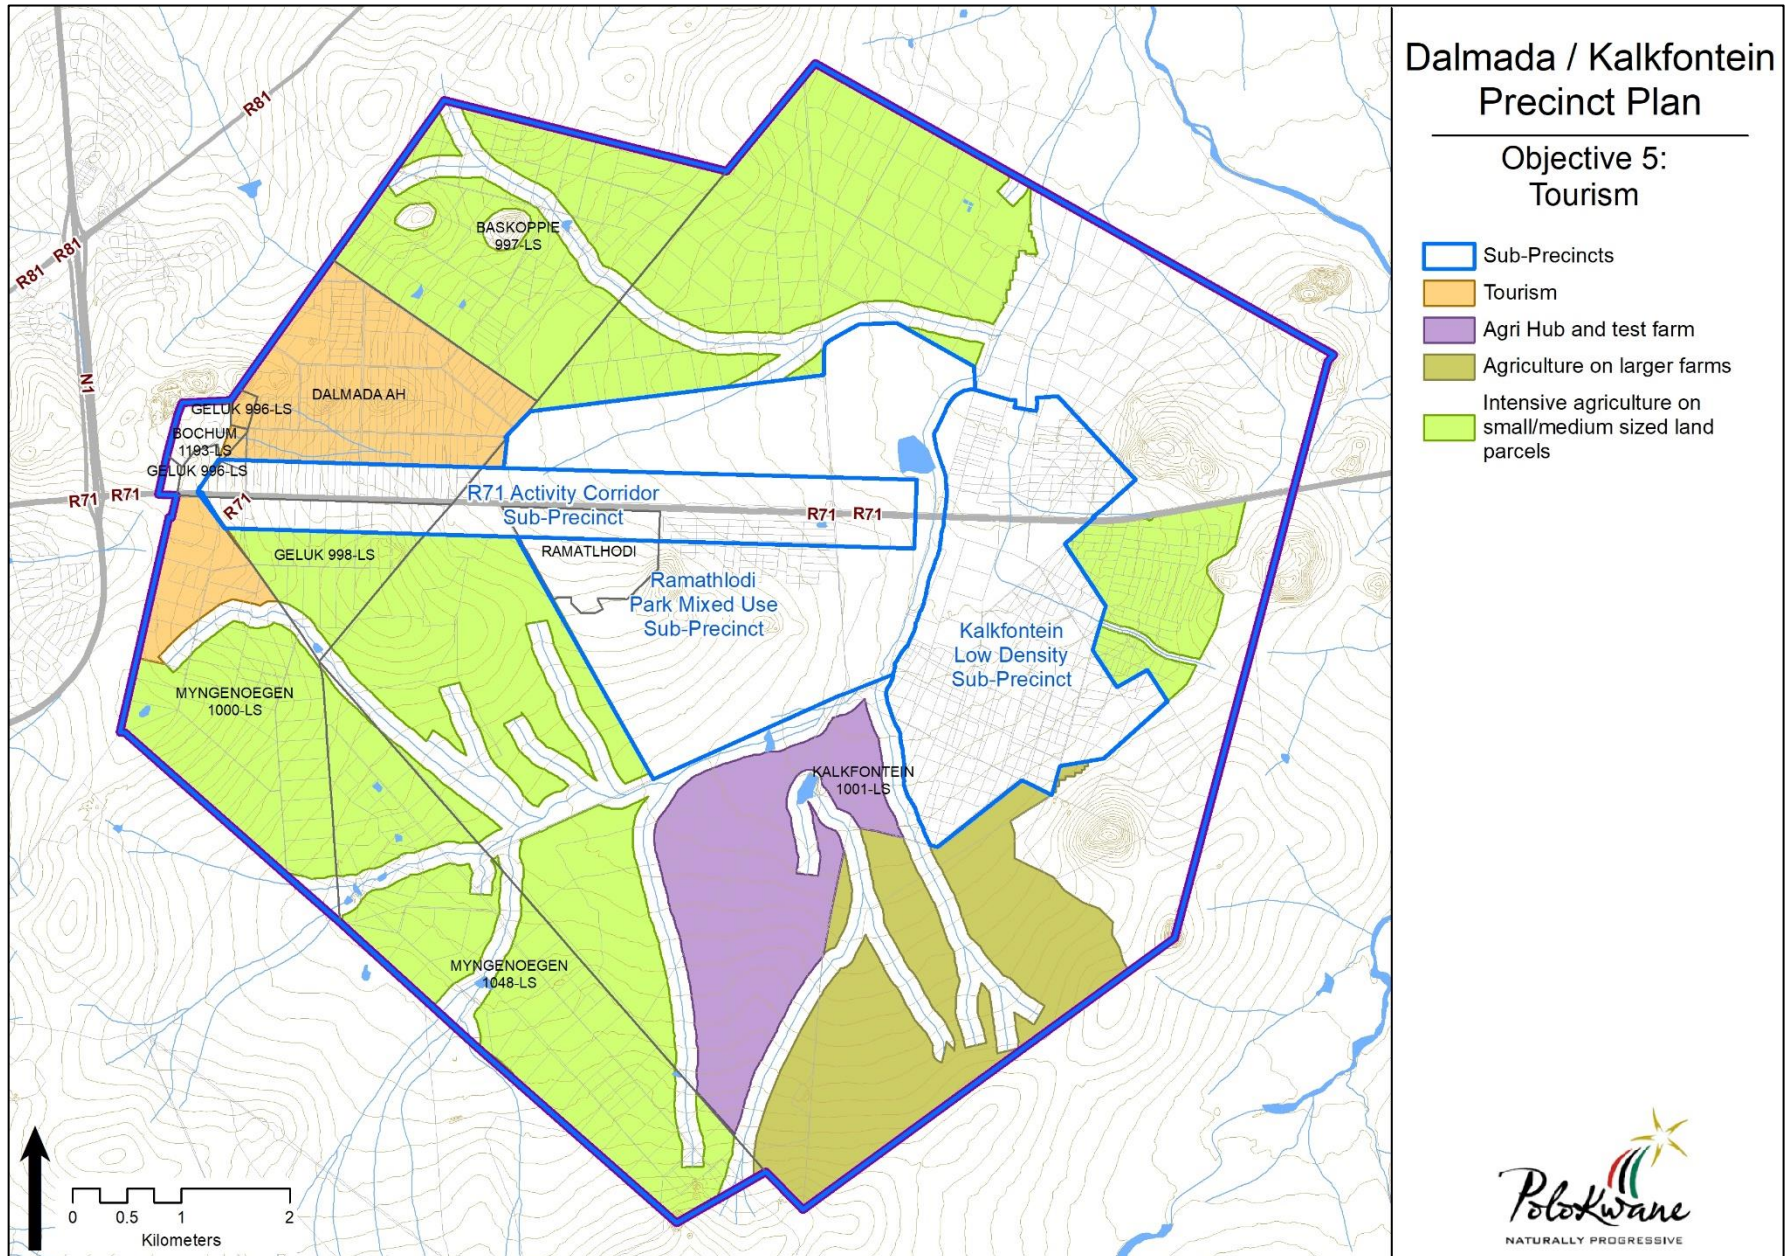 Dalmada / Kalkfontein
Precinct Plan
Objective 5:
Tourism
Sub-Precincts
Tourism
Agri Hub and test farm
Agriculture on larger farms
Intensive agriculture on
small/medium sized land
parcels
R81
R81
R81
N1
BASKOPPIE
997-LS
DALMADA AH
GELUK 996-LS
BOCHUM
1193-LS
GELUK 996-LS
R71
R71
R71
R71 Activity Corridor
Sub-Precinct
R71
R71
GELUK 998-LS
RAMATLHODI
Ramathlodi
Park Mixed Use
Sub-Precinct
Kalkfontein
Low Density
Sub-Precinct
MYNGENOEGEN
1000-LS
KALKFONTEIN
1001-LS
MYNGENOEGEN
1048-LS
0 0.5 1 2
Kilometers
PoloKwane
NATURALLY PROGRESSIVE